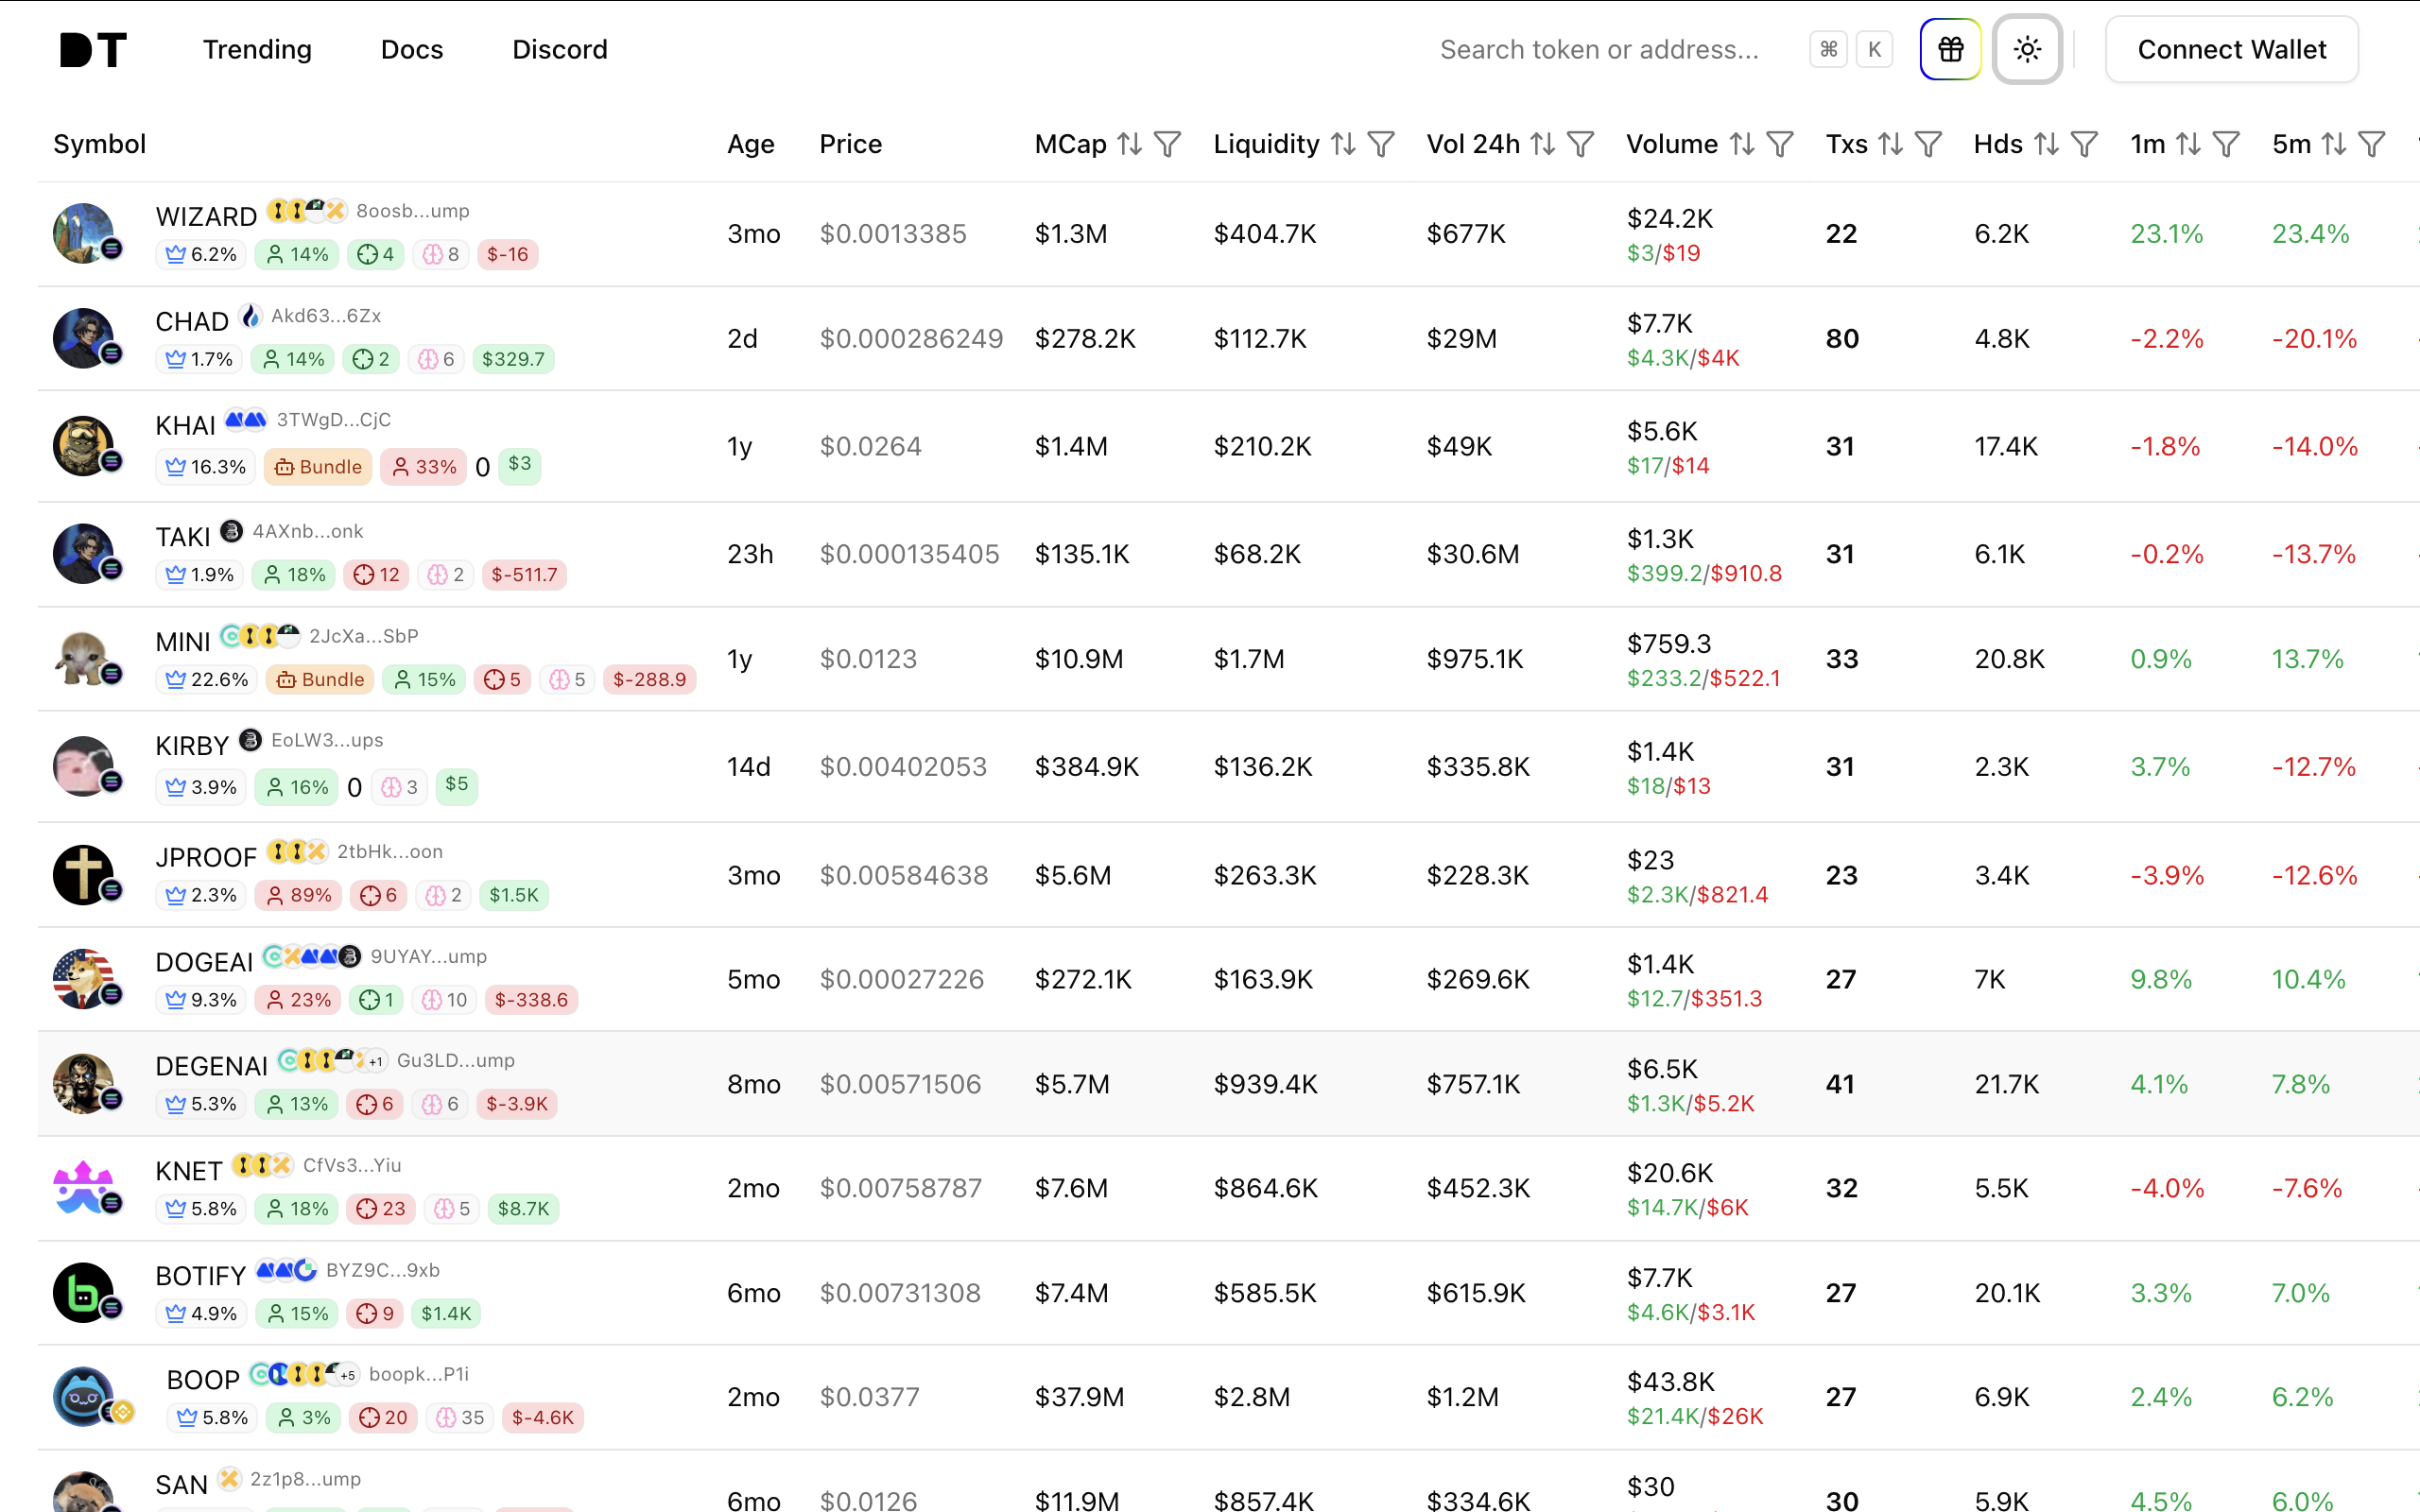 DT Trending Docs Discord Search token or address... ⌘ K Connect Wallet
Symbol Age Price MCap Liquidity Vol 24h Volume Txs Hds 1m 5m
WIZARD 8oosb...ump
6.2% 14% 4 8 $-16
3mo $0.0013385 $1.3M $404.7K $677K $24.2K 22 6.2K 23.1% 23.4%
$3/$19
CHAD Akd63...6Zx
1.7% 14% 2 6 $329.7
2d $0.000286249 $278.2K $112.7K $29M $7.7K 80 4.8K -2.2% -20.1%
$4.3K/$4K
KHAI 3TWgD...CjC
16.3% Bundle 33% 0 $3
1y $0.0264 $1.4M $210.2K $49K $5.6K 31 17.4K -1.8% -14.0%
$17/$14
TAKI 4AXnb...onk
1.9% 18% 12 2 $-511.7
23h $0.000135405 $135.1K $68.2K $30.6M $1.3K 31 6.1K -0.2% -13.7%
$399.2/$910.8
MINI 2JcXa...SbP
22.6% Bundle 15% 5 5 $-288.9
1y $0.0123 $10.9M $1.7M $975.1K $759.3 33 20.8K 0.9% 13.7%
$233.2/$522.1
KIRBY EoLW3...ups
3.9% 16% 0 3 $5
14d $0.00402053 $384.9K $136.2K $335.8K $1.4K 31 2.3K 3.7% -12.7%
$18/$13
JPROOF 2tbHk...oon
2.3% 89% 6 2 $1.5K
3mo $0.00584638 $5.6M $263.3K $228.3K $23 23 3.4K -3.9% -12.6%
$2.3K/$821.4
DOGEAI 9UYAY...ump
9.3% 23% 1 10 $-338.6
5mo $0.00027226 $272.1K $163.9K $269.6K $1.4K 27 7K 9.8% 10.4%
$12.7/$351.3
DEGENAI +1 Gu3LD...ump
5.3% 13% 6 6 $-3.9K
8mo $0.00571506 $5.7M $939.4K $757.1K $6.5K 41 21.7K 4.1% 7.8%
$1.3K/$5.2K
KNET CfVs3...Yiu
5.8% 18% 23 5 $8.7K
2mo $0.00758787 $7.6M $864.6K $452.3K $20.6K 32 5.5K -4.0% -7.6%
$14.7K/$6K
BOTIFY BYZ9C...9xb
4.9% 15% 9 $1.4K
6mo $0.00731308 $7.4M $585.5K $615.9K $7.7K 27 20.1K 3.3% 7.0%
$4.6K/$3.1K
BOOP +5 boopk...P1i
5.8% 3% 20 35 $-4.6K
2mo $0.0377 $37.9M $2.8M $1.2M $43.8K 27 6.9K 2.4% 6.2%
$21.4K/$26K
SAN 2z1p8...ump
6mo $0.0126 $11.9M $857.4K $334.6K $30 30 5.9K 4.5% 6.0%